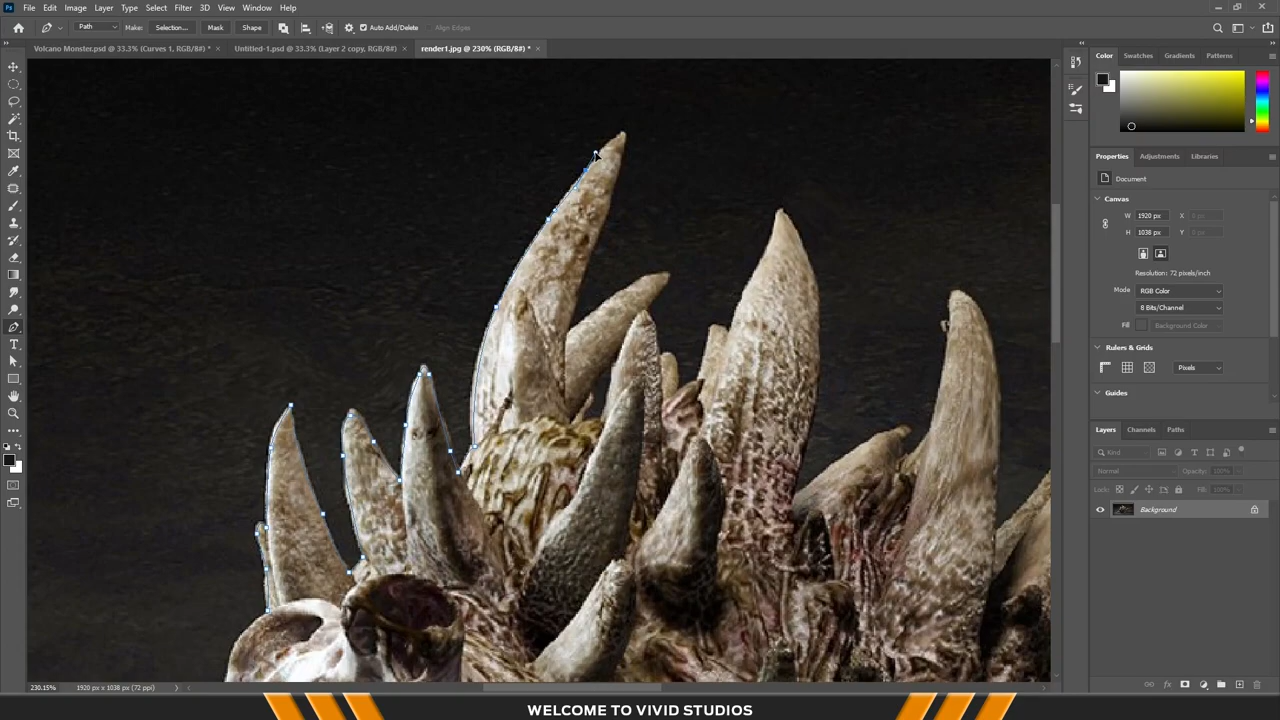 Ps File Edit Image Layer Type Select Filter 3D View Window Help
Path Make: Selection... Mask Shape Auto Add/Delete Align Edges
Volcano Monster.psd @ 33.3% (Curves 1, RGB/8#) * × Untitled-1.psd @ 33.3% (Layer 2 copy, RGB/8#) × render1.jpg @ 230% (RGB/8#) * ×
Color Swatches Gradients Patterns
Properties Adjustments Libraries
Document
Canvas
W 1920 px X
H 1038 px Y
Resolution: 72 pixels/inch
Mode RGB Color
8 Bits/Channel
Fill Background Color
Rulers & Grids
Pixels
Guides
Layers Channels Paths
Kind
Normal Opacity: 100%
Lock: Fill: 100%
Background
230.15% 1920 px x 1038 px (72 ppi)
WELCOME TO VIVID STUDIOS